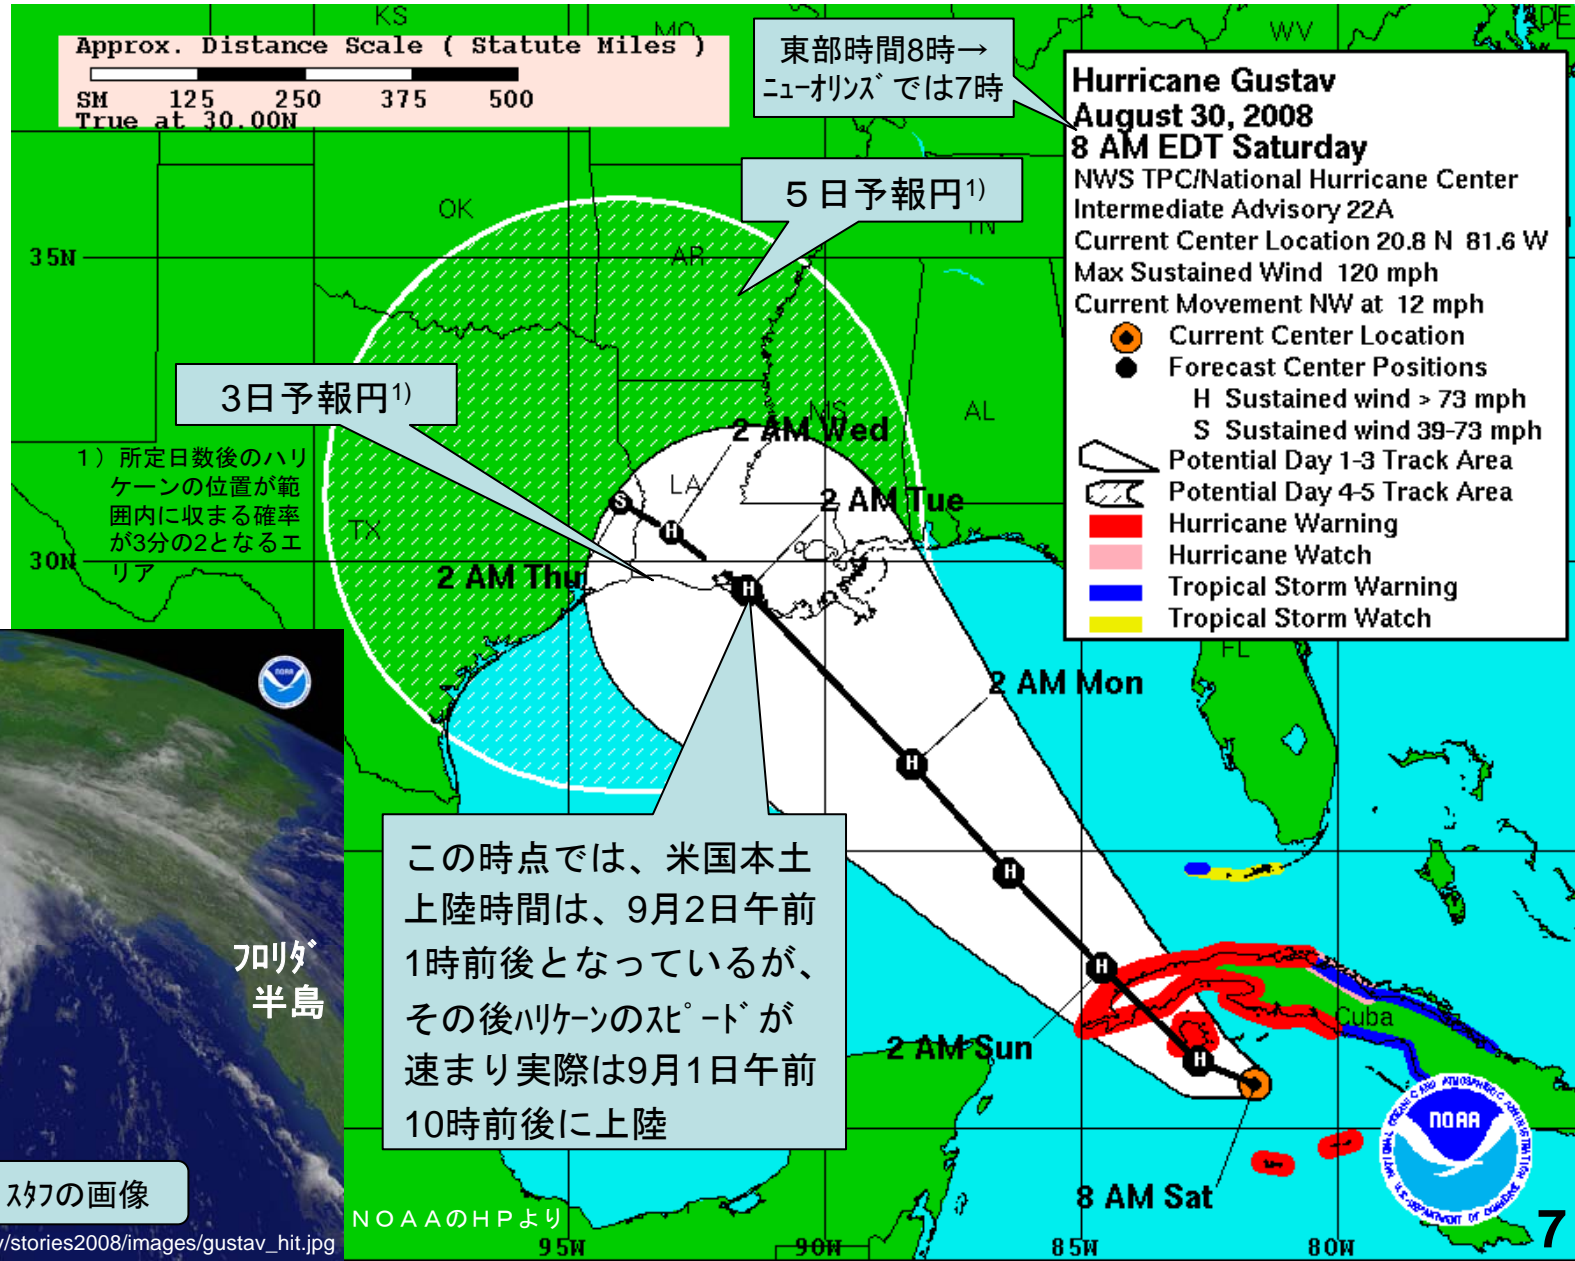 KS
MO
WV
DE
Approx. Distance Scale ( Statute Miles )
SM 125 250 375 500
True at 30.00N
東部時間8時→
ﾆｭｰｵﾘﾝｽﾞでは7時
Hurricane Gustav
August 30, 2008
8 AM EDT Saturday
NWS TPC/National Hurricane Center
Intermediate Advisory 22A
Current Center Location 20.8 N 81.6 W
Max Sustained Wind 120 mph
Current Movement NW at 12 mph
Current Center Location
Forecast Center Positions
H Sustained wind > 73 mph
S Sustained wind 39-73 mph
Potential Day 1-3 Track Area
Potential Day 4-5 Track Area
Hurricane Warning
Hurricane Watch
Tropical Storm Warning
Tropical Storm Watch
５日予報円1)
OK
AR
TN
35N
3日予報円1)
MS
AL
2 AM Wed
1）所定日数後のハリ
ケーンの位置が範
囲内に収まる確率
が3分の2となるエ
リア
LA
S
H
2 AM Tue
TX
30N
2 AM Thu
H
FL
2 AM Mon
H
この時点では、米国本土
上陸時間は、9月2日午前
1時前後となっているが、
その後ﾊﾘｹｰﾝのｽﾋﾟｰﾄﾞが
速まり実際は9月1日午前
10時前後に上陸
H
H
ﾌﾛﾘﾀﾞ
半島
Cuba
2 AM Sun
H
NOAA
NOAA
NATIONAL OCEANIC AND ATMOSPHERIC ADMINISTRATION
U.S. DEPARTMENT OF COMMERCE
8 AM Sat
ｽﾀﾌの画像
ＮＯＡＡのＨＰより
/stories2008/images/gustav_hit.jpg
95W
90W
85W
80W
7